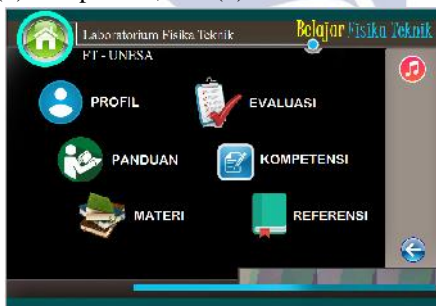 Laboratorium Fisika Teknik
Belajar Fisika Teknik
FT - UNESA
PROFIL
EVALUASI
PANDUAN
KOMPETENSI
MATERI
REFERENSI